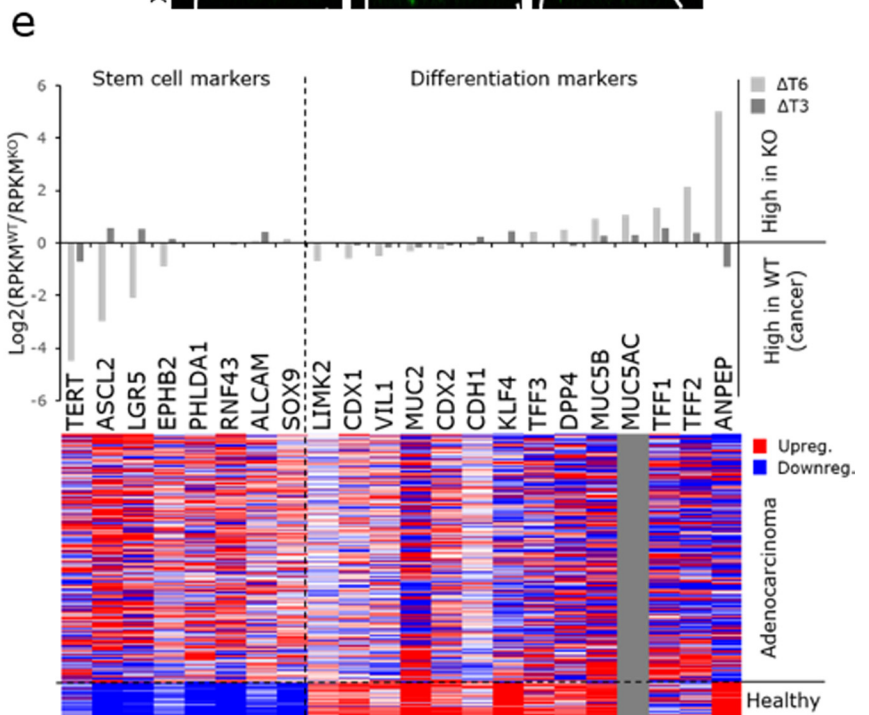 e
Stem cell markers
Differentiation markers
ΔT6
ΔT3
6
4
2
0
-2
-4
-6
Log2(RPKMᵂᵀ/RPKMᴷᴼ)
High in KO
High in WT
(cancer)
TERT
ASCL2
LGR5
EPHB2
PHLDA1
RNF43
ALCAM
SOX9
LIMK2
CDX1
VIL1
MUC2
CDX2
CDH1
KLF4
TFF3
DPP4
MUC5B
MUC5AC
TFF1
TFF2
ANPEP
Upreg.
Downreg.
Adenocarcinoma
Healthy